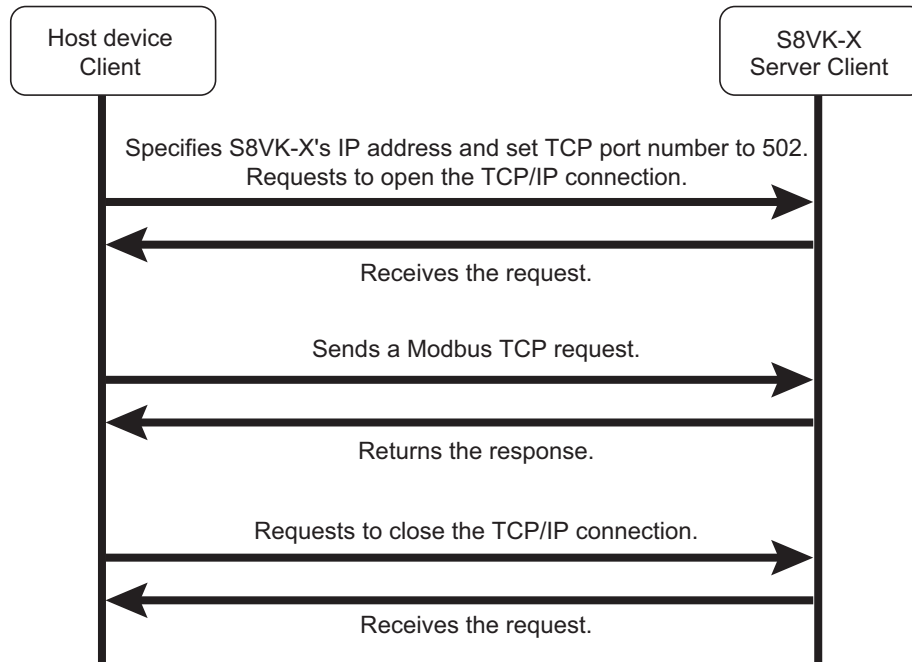 Host device
Client
S8VK-X
Server Client
Specifies S8VK-X's IP address and set TCP port number to 502.
Requests to open the TCP/IP connection.
Receives the request.
Sends a Modbus TCP request.
Returns the response.
Requests to close the TCP/IP connection.
Receives the request.